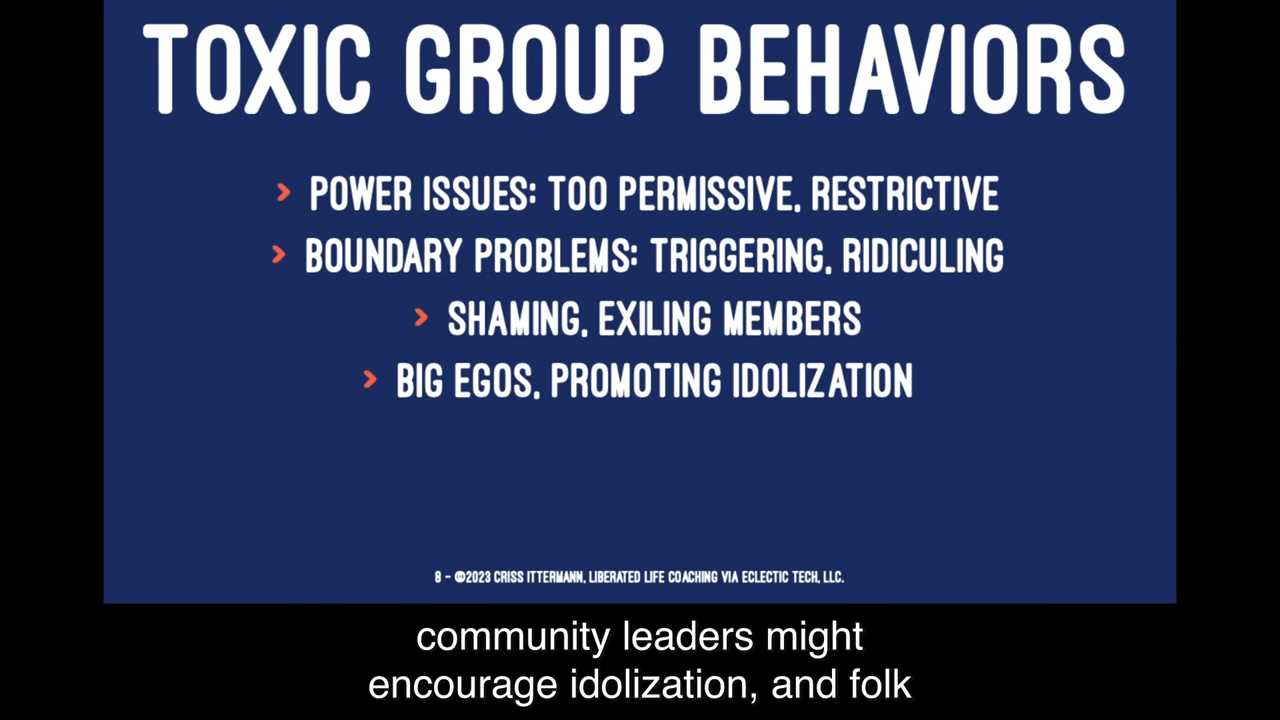 TOXIC GROUP BEHAVIORS
> POWER ISSUES: TOO PERMISSIVE, RESTRICTIVE
> BOUNDARY PROBLEMS: TRIGGERING, RIDICULING
> SHAMING, EXILING MEMBERS
> BIG EGOS, PROMOTING IDOLIZATION
8 - ©2023 CRISS ITTERMANN, LIBERATED LIFE COACHING VIA ECLECTIC TECH, LLC.
community leaders might
encourage idolization, and folk